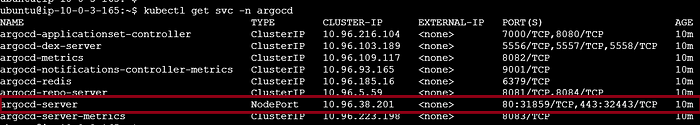 ubuntu@ip-10-0-3-165:~$ kubectl get svc -n argocd
NAME TYPE CLUSTER-IP EXTERNAL-IP PORT(S) AGE
argocd-applicationset-controller ClusterIP 10.96.216.104 <none> 7000/TCP,8080/TCP 10m
argocd-dex-server ClusterIP 10.96.103.189 <none> 5556/TCP,5557/TCP,5558/TCP 10m
argocd-metrics ClusterIP 10.96.109.117 <none> 8082/TCP 10m
argocd-notifications-controller-metrics ClusterIP 10.96.93.165 <none> 9001/TCP 10m
argocd-redis ClusterIP 10.96.185.16 <none> 6379/TCP 10m
argocd-repo-server ClusterIP 10.96.5.59 <none> 8081/TCP,8084/TCP 10m
argocd-server NodePort 10.96.38.201 <none> 80:31859/TCP,443:32443/TCP 10m
argocd-server-metrics ClusterIP 10.96.223.198 <none> 8083/TCP 10m